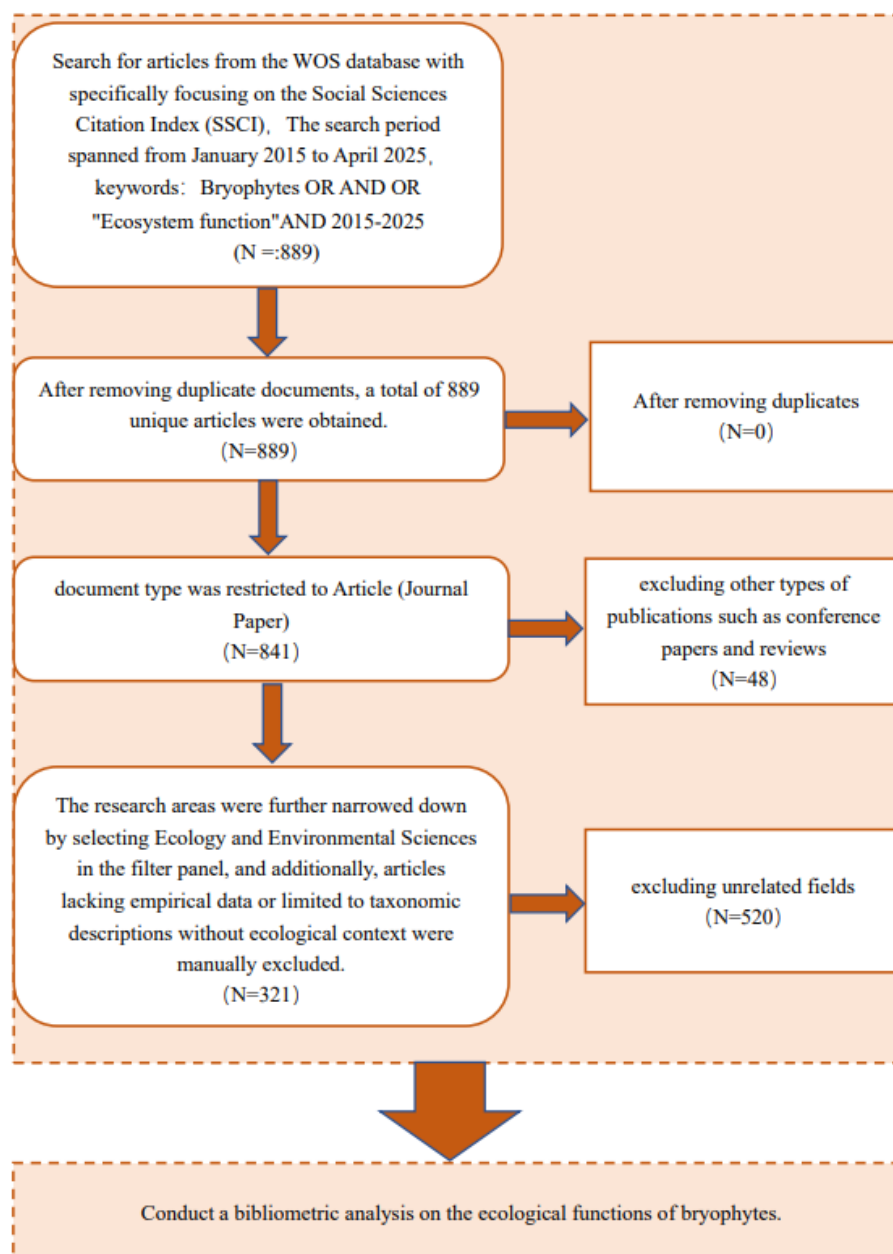 Search for articles from the WOS database with
specifically focusing on the Social Sciences
Citation Index (SSCI)， The search period
spanned from January 2015 to April 2025，
keywords： Bryophytes OR AND OR
"Ecosystem function"AND 2015-2025
(N =:889)
After removing duplicate documents, a total of 889
unique articles were obtained.
（N=889）
After removing duplicates
（N=0）
document type was restricted to Article (Journal
Paper)
（N=841）
excluding other types of
publications such as conference
papers and reviews
（N=48）
The research areas were further narrowed down
by selecting Ecology and Environmental Sciences
in the filter panel, and additionally, articles
lacking empirical data or limited to taxonomic
descriptions without ecological context were
manually excluded.
（N=321）
excluding unrelated fields
（N=520）
Conduct a bibliometric analysis on the ecological functions of bryophytes.